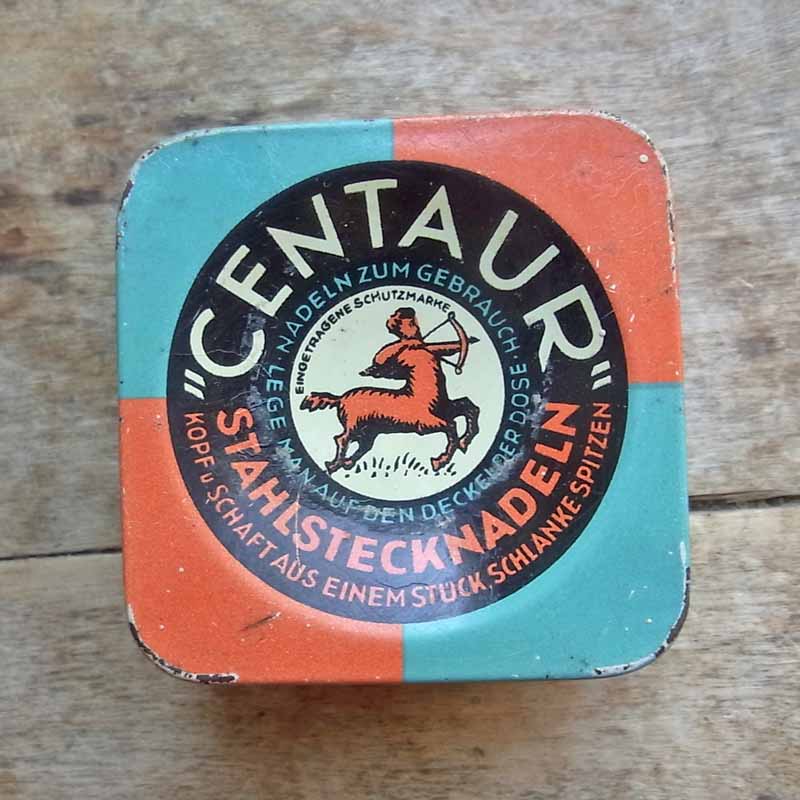 „CENTAUR“
NADELN ZUM GEBRAUCH · LEGE MAN AUF DEN DECKEL DER DOSE ·
EINGETRAGENE SCHUTZMARKE
STAHLSTECKNADELN
KOPF u SCHAFT AUS EINEM STÜCK, SCHLANKE SPITZEN